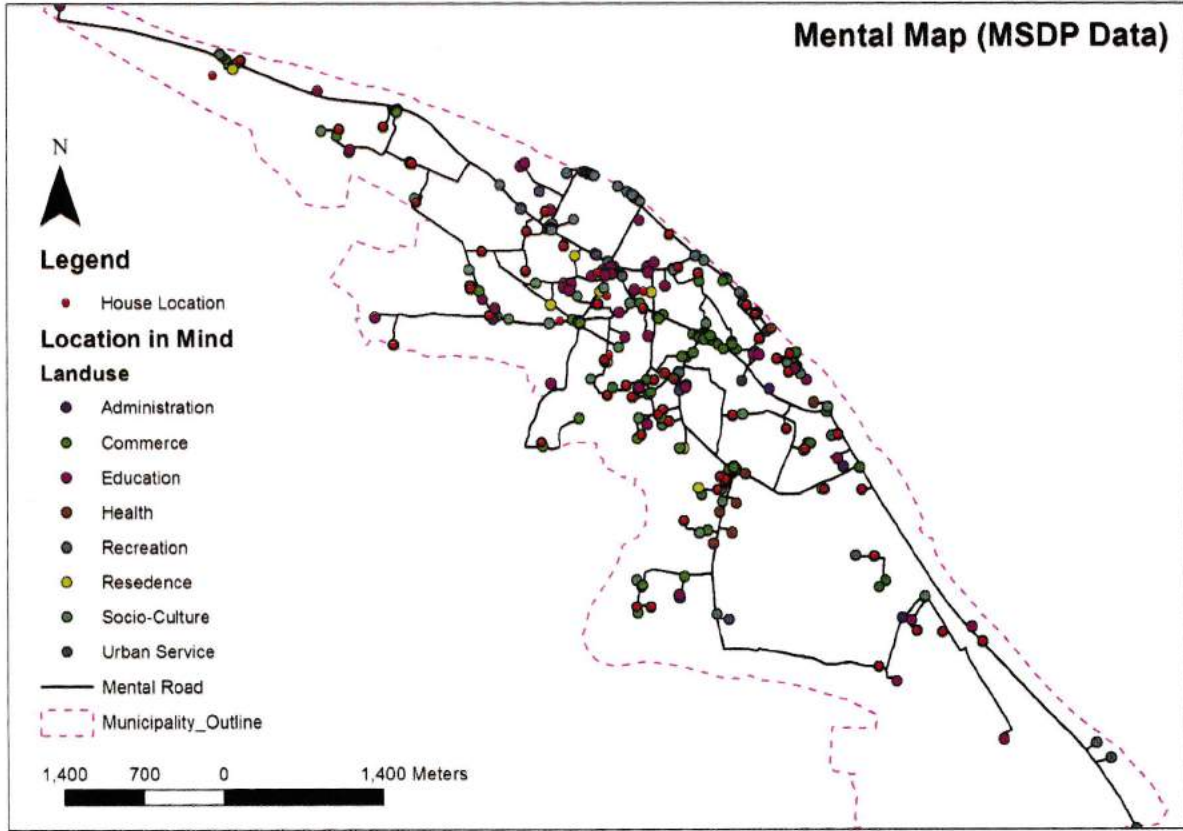 Mental Map (MSDP Data)
N
Legend
House Location
Location in Mind
Landuse
Administration
Commerce
Education
Health
Recreation
Resedence
Socio-Culture
Urban Service
Mental Road
Municipality_Outline
1,400 700 0 1,400 Meters